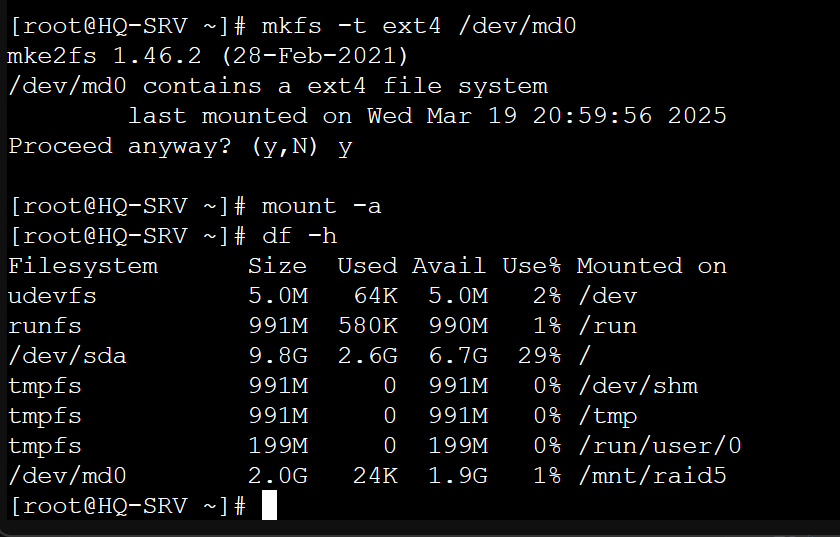 [root@HQ-SRV ~]# mkfs -t ext4 /dev/md0
mke2fs 1.46.2 (28-Feb-2021)
/dev/md0 contains a ext4 file system
        last mounted on Wed Mar 19 20:59:56 2025
Proceed anyway? (y,N) y
[root@HQ-SRV ~]# mount -a
[root@HQ-SRV ~]# df -h
Filesystem      Size  Used Avail Use% Mounted on
udevfs          5.0M   64K  5.0M   2% /dev
runfs           991M  580K  990M   1% /run
/dev/sda        9.8G  2.6G  6.7G  29% /
tmpfs           991M     0  991M   0% /dev/shm
tmpfs           991M     0  991M   0% /tmp
tmpfs           199M     0  199M   0% /run/user/0
/dev/md0        2.0G   24K  1.9G   1% /mnt/raid5
[root@HQ-SRV ~]#